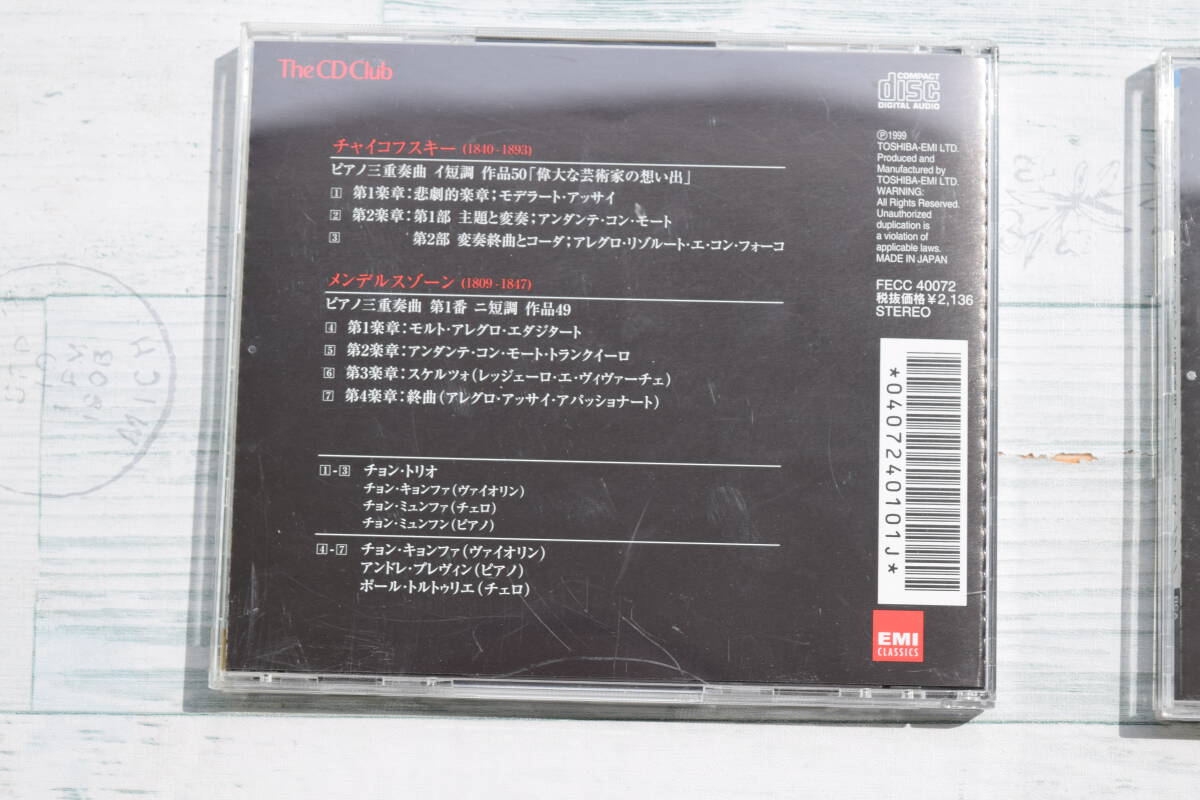 The CD Club
COMPACT
disc
DIGITAL AUDIO
チャイコフスキー (1840-1893)
ピアノ三重奏曲 イ短調 作品50「偉大な芸術家の想い出」
1 第1楽章:悲劇的楽章;モデラート・アッサイ
2 第2楽章:第1部 主題と変奏;アンダンテ・コン・モート
3 第2部 変奏終曲とコーダ;アレグロ・リゾルート・エ・コン・フォーコ
メンデルスゾーン (1809-1847)
ピアノ三重奏曲 第1番 ニ短調 作品49
4 第1楽章:モルト・アレグロ・エダジタート
5 第2楽章:アンダンテ・コン・モート・トランクイーロ
6 第3楽章:スケルツォ(レッジェーロ・エ・ヴィヴァーチェ)
7 第4楽章:終曲(アレグロ・アッサイ・アパッショナート)
1-3 チョン・トリオ
チョン・キョンファ(ヴァイオリン)
チョン・ミュンファ(チェロ)
チョン・ミュンフン(ピアノ)
4-7 チョン・キョンファ(ヴァイオリン)
アンドレ・プレヴィン(ピアノ)
ポール・トルトゥリエ(チェロ)
Ⓟ1999
TOSHIBA-EMI LTD.
Produced and
Manufactured by
TOSHIBA-EMI LTD.
WARNING:
All Rights Reserved.
Unauthorized
duplication is
a violation of
applicable laws.
MADE IN JAPAN
FECC 40072
税抜価格¥2,136
STEREO
*0407240101J*
EMI
CLASSICS
MICH